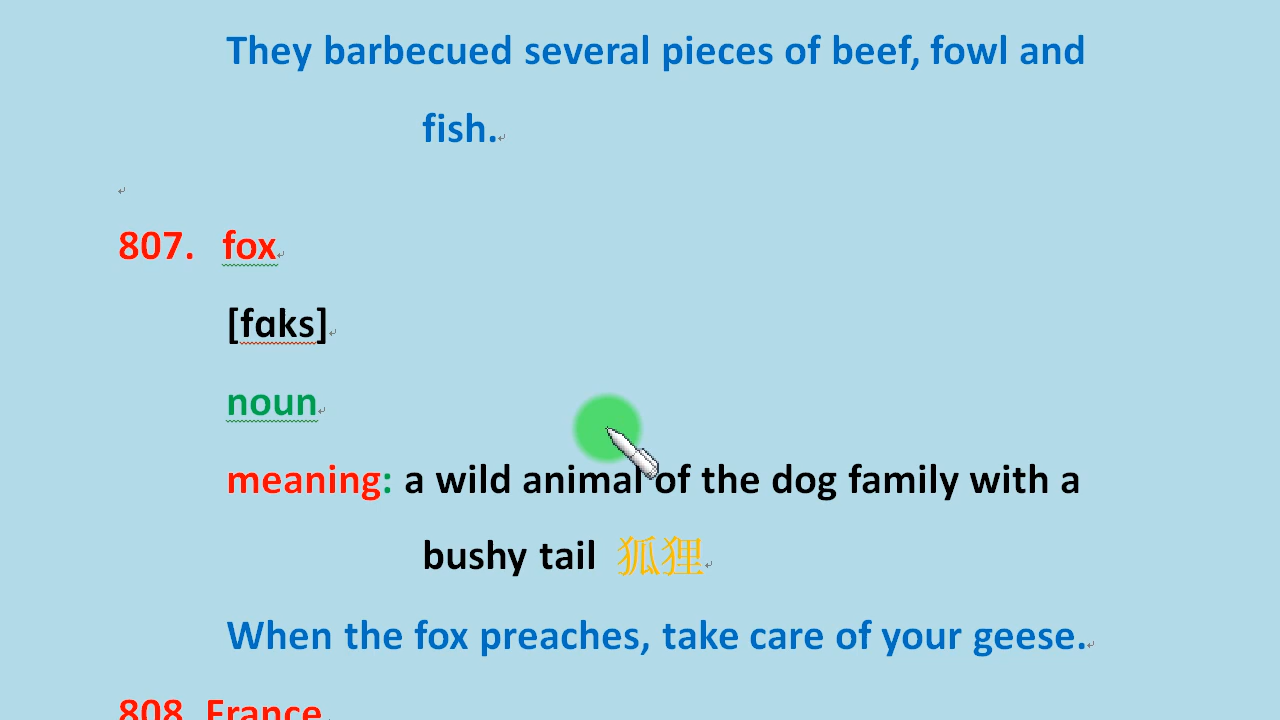 They barbecued several pieces of beef, fowl and
fish.
807. fox
[fɑks]
noun
meaning: a wild animal of the dog family with a
bushy tail 狐狸
When the fox preaches, take care of your geese.
808. France